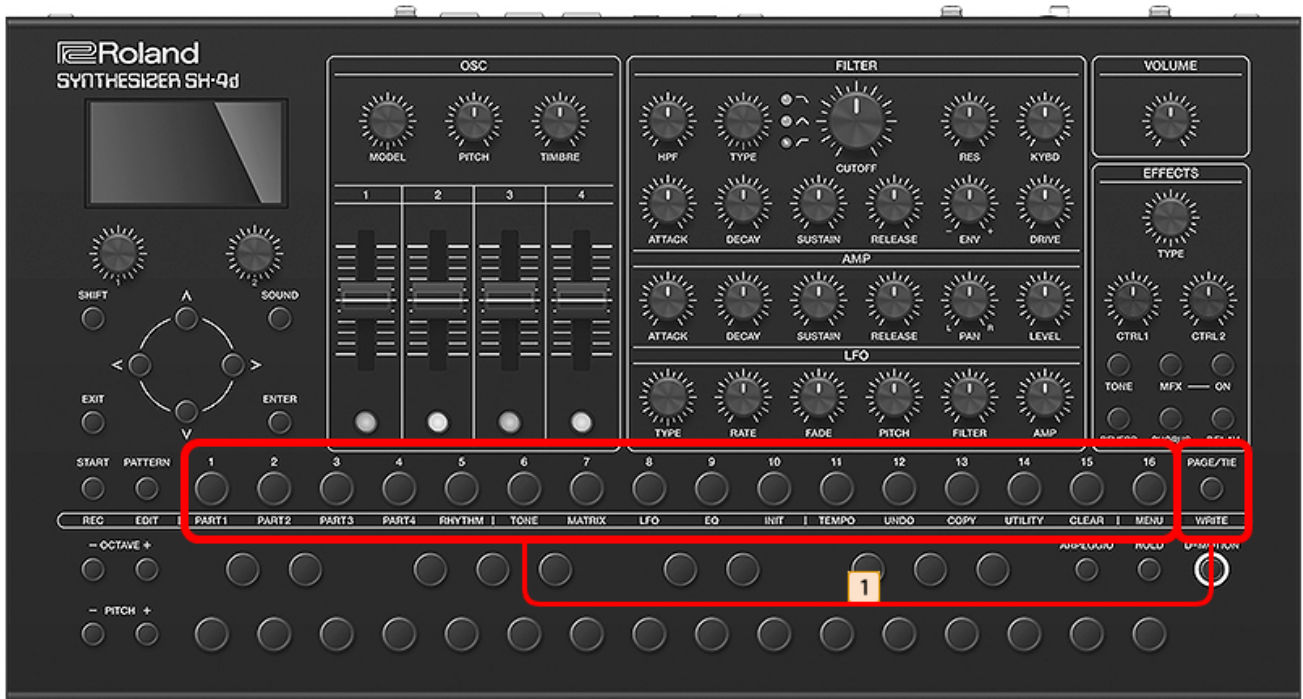 Roland
SYNTHESIZER SH-4d
OSC
FILTER
VOLUME
MODEL PITCH TIMBRE
HPF TYPE CUTOFF RES KYBD
EFFECTS
1 2 3 4
ATTACK DECAY SUSTAIN RELEASE - ENV + DRIVE
TYPE
AMP
1 2
SHIFT SOUND
ATTACK DECAY SUSTAIN RELEASE L PAN R LEVEL
CTRL1 CTRL2
LFO
TONE MFX ON
EXIT ENTER
TYPE RATE FADE PITCH FILTER AMP
START PATTERN 1 2 3 4 5 6 7 8 9 10 11 12 13 14 15 16 PAGE/TIE
REC EDIT PART1 PART2 PART3 PART4 RHYTHM TONE MATRIX LFO EQ INIT TEMPO UNDO COPY UTILITY CLEAR MENU WRITE
- OCTAVE + ARPEGGIO HOLD D-MOTION
1
- PITCH +